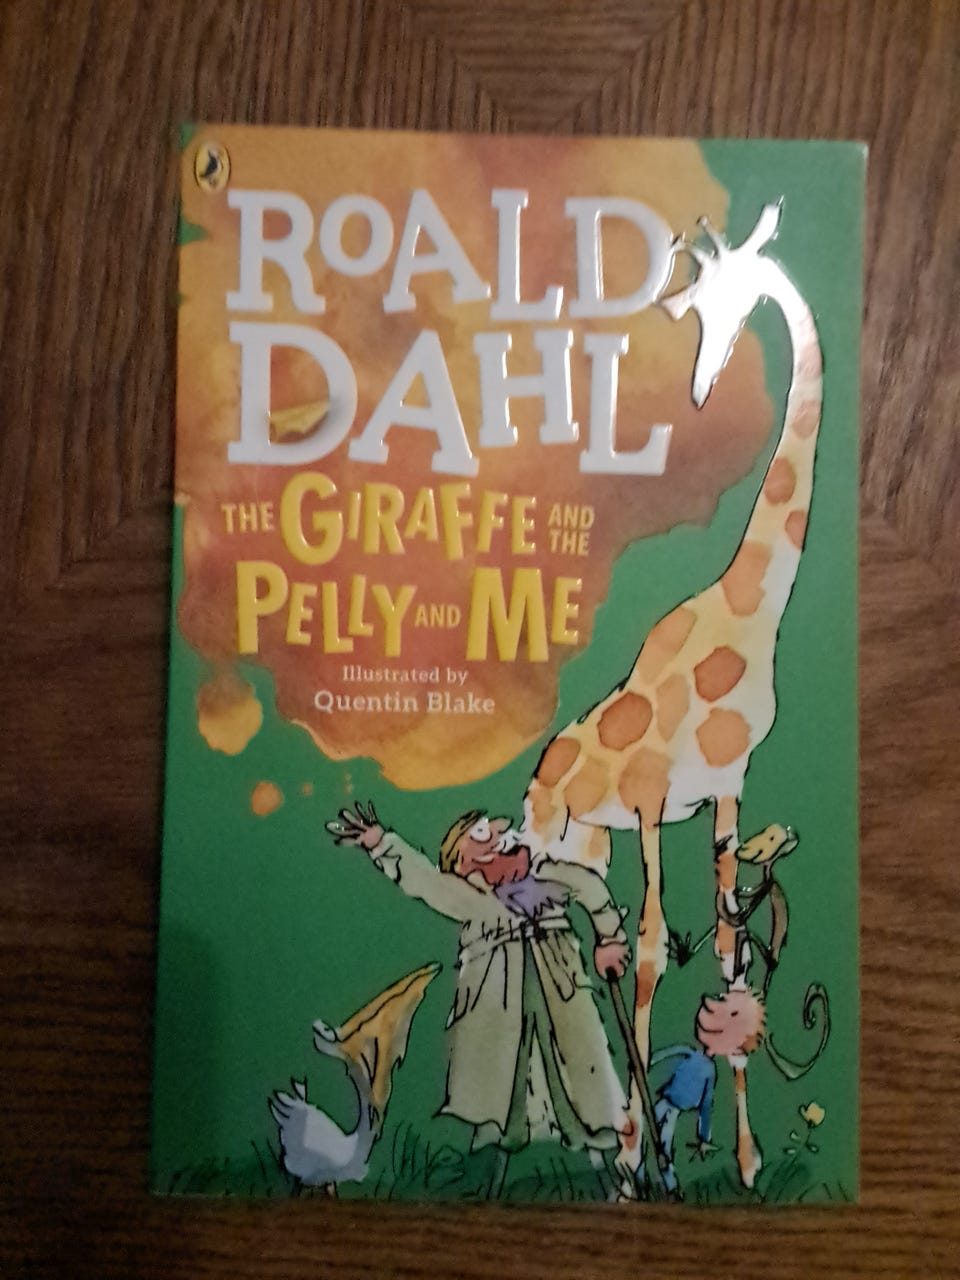 ROALD
DAHL
THE GIRAFFE AND THE
PELLY AND ME
Illustrated by
Quentin Blake